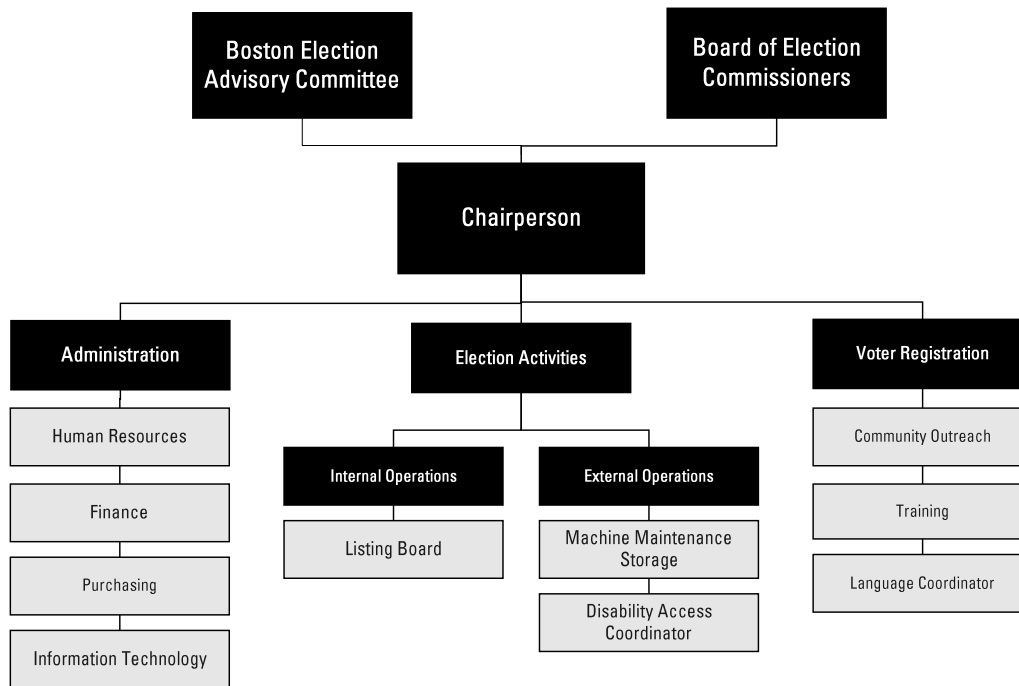 Boston Election
Advisory Committee
Board of Election
Commissioners
Chairperson
Administration
Election Activities
Voter Registration
Human Resources
Finance
Purchasing
Information Technology
Internal Operations
Listing Board
External Operations
Machine Maintenance
Storage
Disability Access
Coordinator
Community Outreach
Training
Language Coordinator